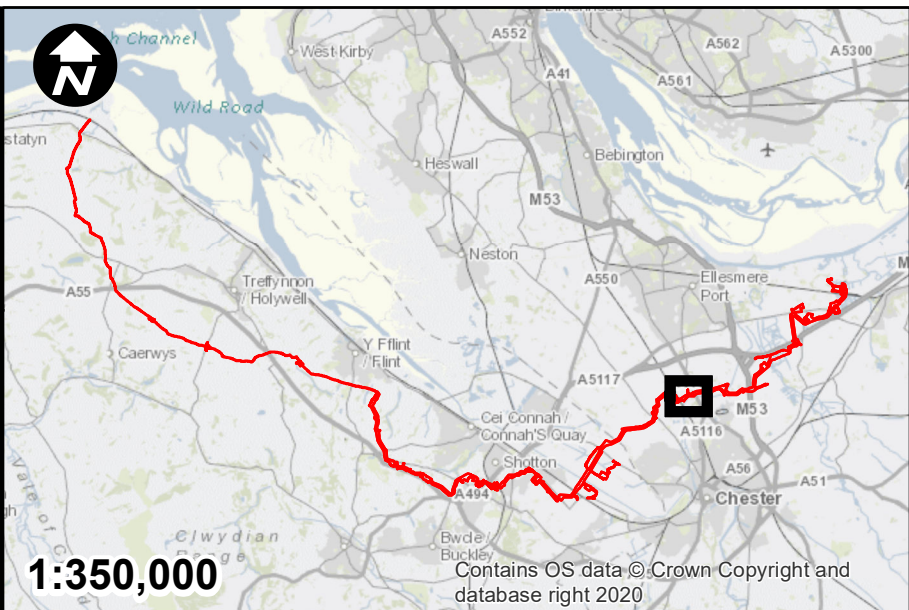 N
Channel
West Kirby
Wild Road
A552
A41
A562
A561
A5300
statyn
Heswall
Bebington
M53
Neston
A550
Ellesmere
Port
M
Treffynnon
/ Holywell
A55
Caerwys
Y Fflint
/ Flint
A5117
M53
Cei Connah /
Connah'S Quay
A5116
Shotton
A56
A51
A494
Chester
Clwydian
Range
Bwcle /
Buckley
1:350,000
Contains OS data © Crown Copyright and
database right 2020